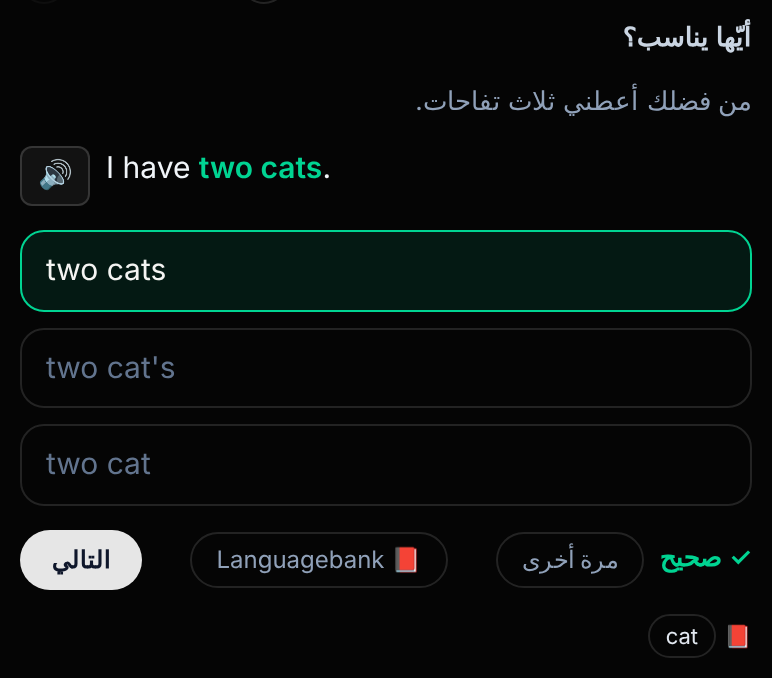 أيّها يناسب؟
من فضلك أعطني ثلاث تفاحات.
I have two cats.
two cats
two cat's
two cat
✓ صحيح
مرة أخرى
Languagebank
التالي
cat